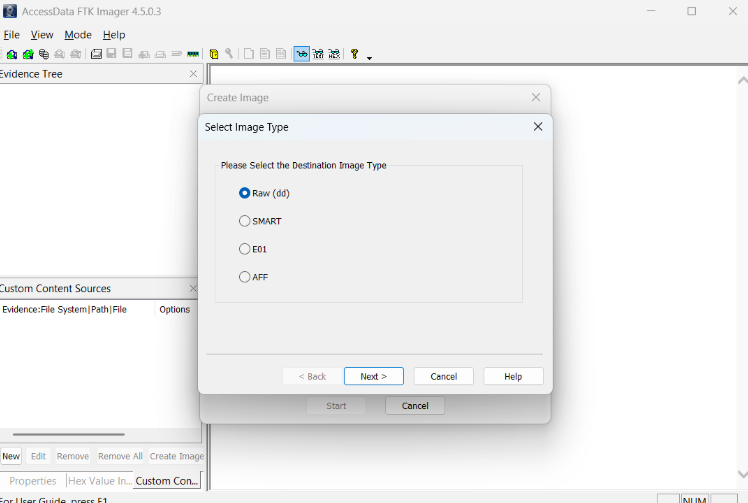 AccessData FTK Imager 4.5.0.3
File View Mode Help
Evidence Tree
Create Image
Select Image Type
Please Select the Destination Image Type
Raw (dd)
SMART
E01
AFF
< Back Next > Cancel Help
Start Cancel
Custom Content Sources
Evidence:File System|Path|File Options
New Edit Remove Remove All Create Image
Properties Hex Value In... Custom Con...
For User Guide, press F1
NUM